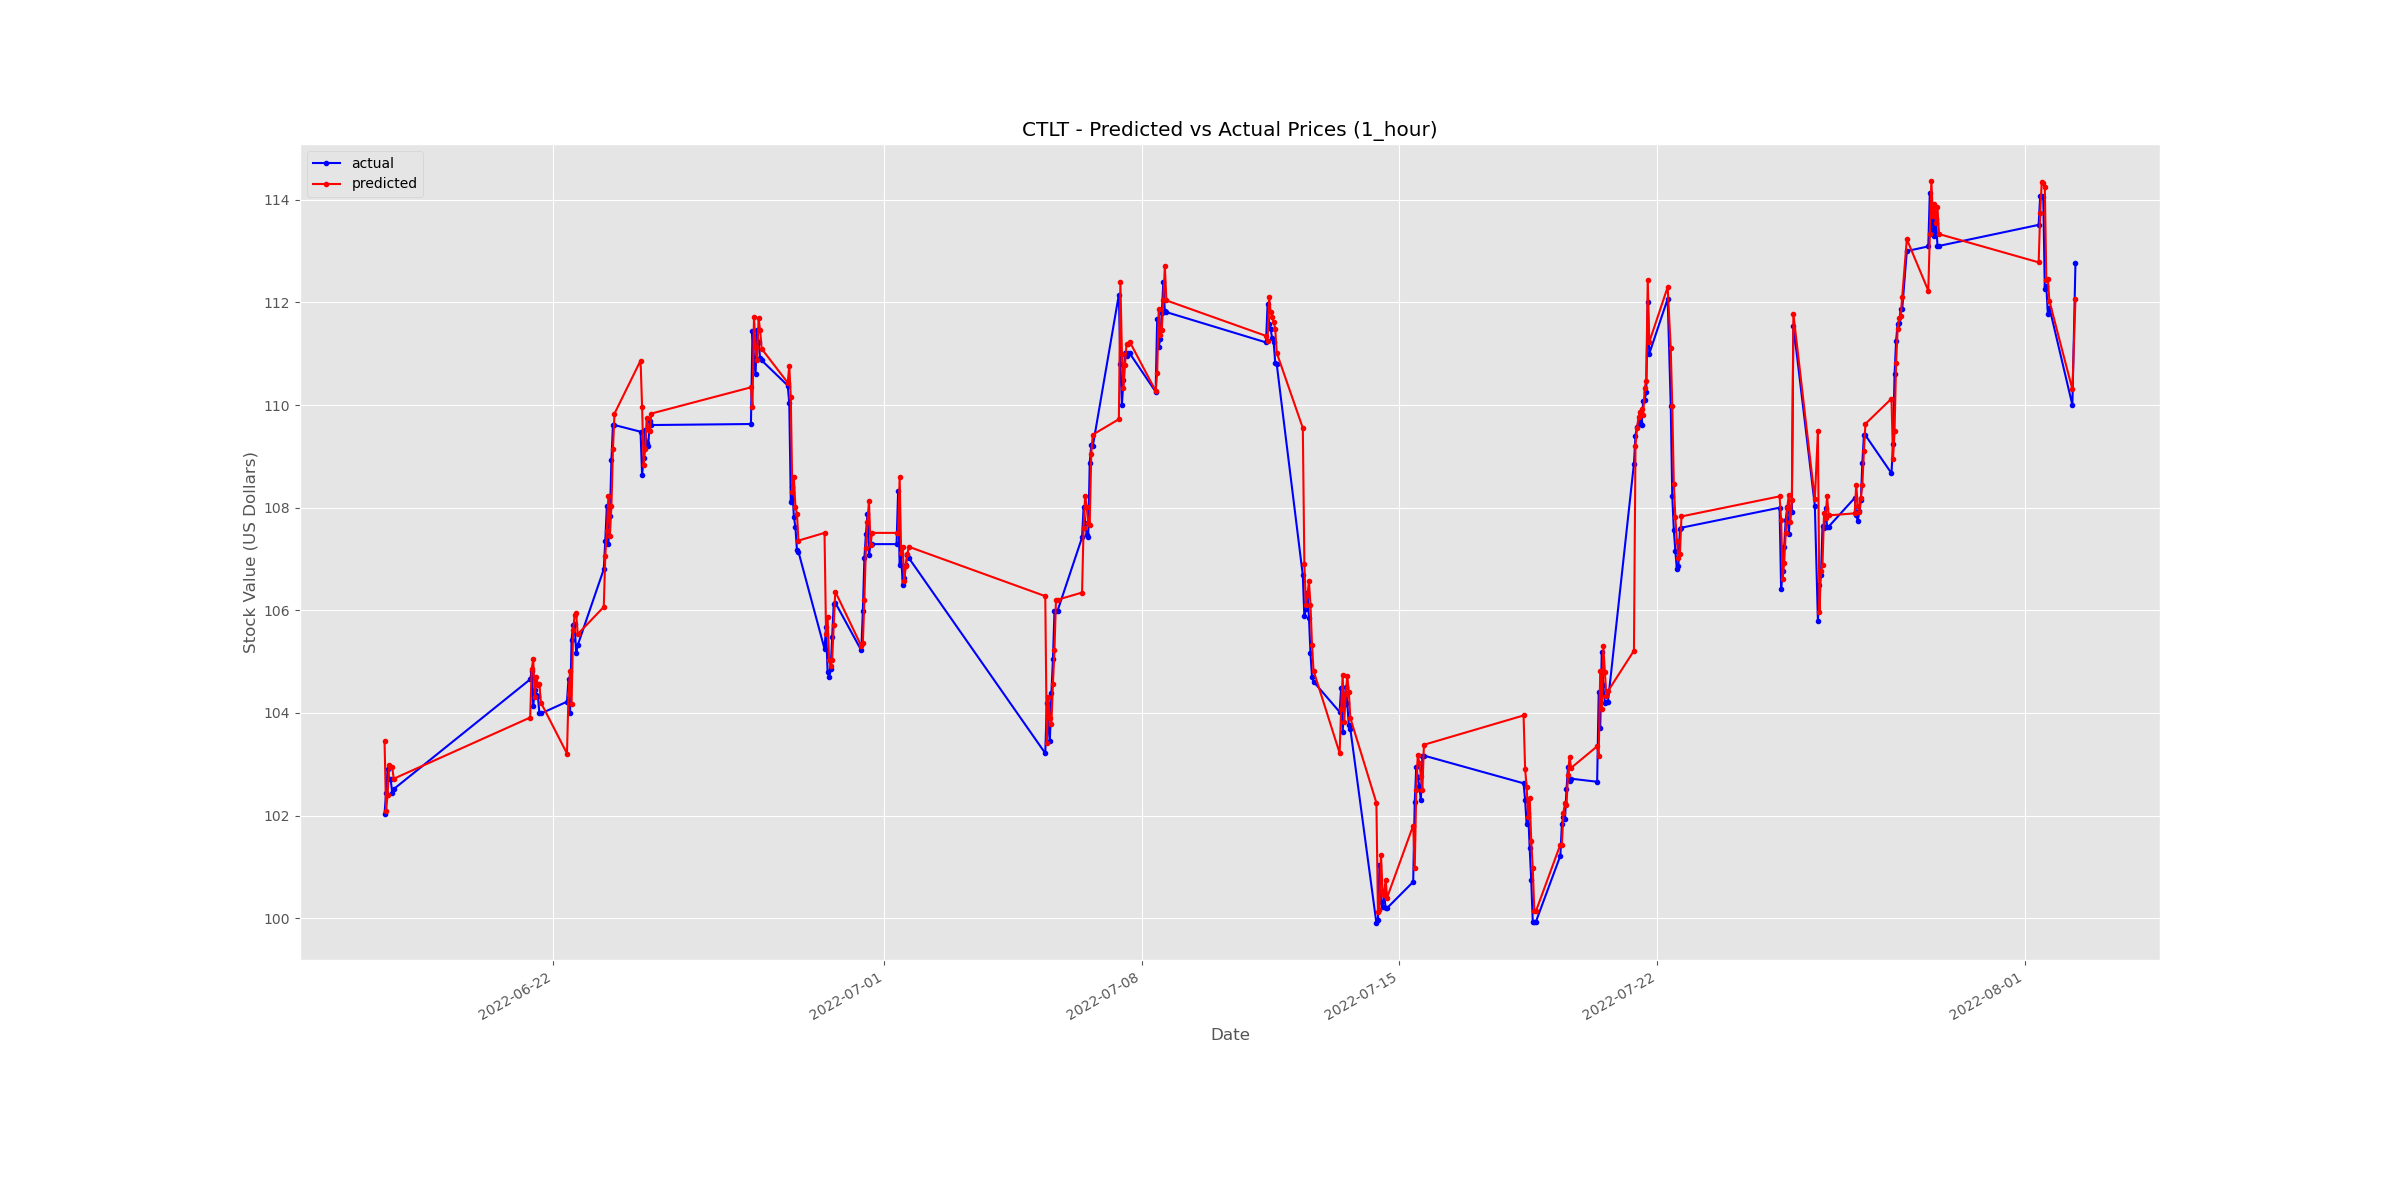 CTLT - Predicted vs Actual Prices (1_hour)
actual
predicted
Stock Value (US Dollars)
114
112
110
108
106
104
102
100
2022-06-22
2022-07-01
2022-07-08
2022-07-15
2022-07-22
2022-08-01
Date